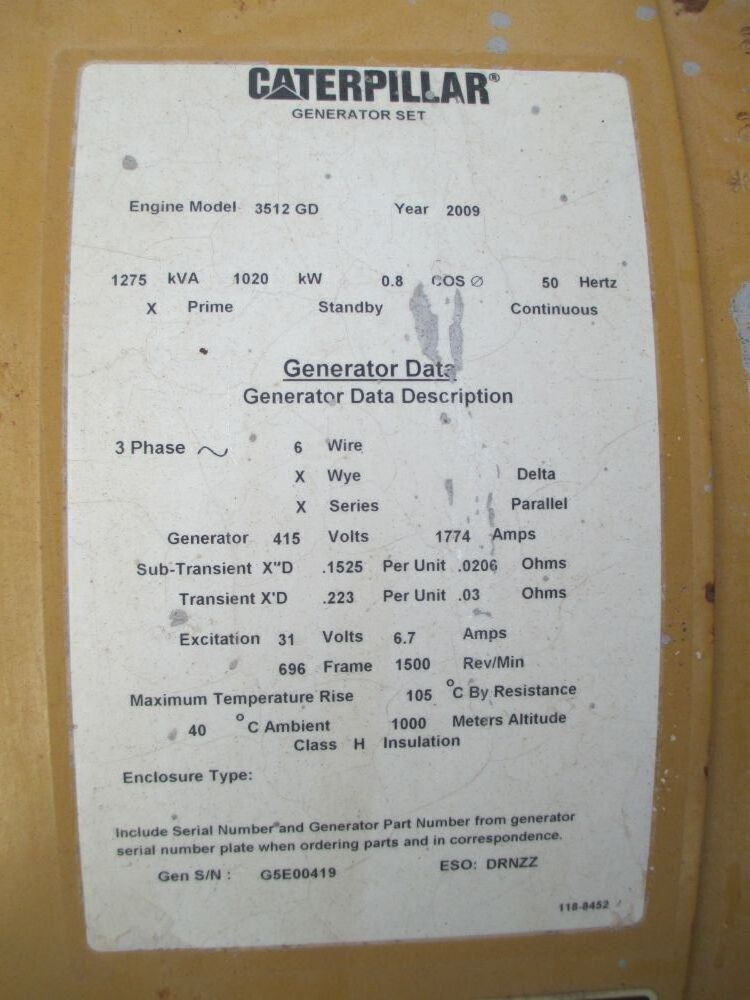 CATERPILLAR®
GENERATOR SET
Engine Model 3512 GD Year 2009
1275 kVA 1020 kW 0.8 COS ∅ 50 Hertz
X Prime Standby Continuous
Generator Data
Generator Data Description
3 Phase ~ 6 Wire
X Wye Delta
X Series Parallel
Generator 415 Volts 1774 Amps
Sub-Transient X"D .1525 Per Unit .0206 Ohms
Transient X'D .223 Per Unit .03 Ohms
Excitation 31 Volts 6.7 Amps
696 Frame 1500 Rev/Min
Maximum Temperature Rise 105 °C By Resistance
40 °C Ambient 1000 Meters Altitude
Class H Insulation
Enclosure Type:
Include Serial Number and Generator Part Number from generator
serial number plate when ordering parts and in correspondence.
Gen S/N : G5E00419 ESO: DRNZZ
118-8452